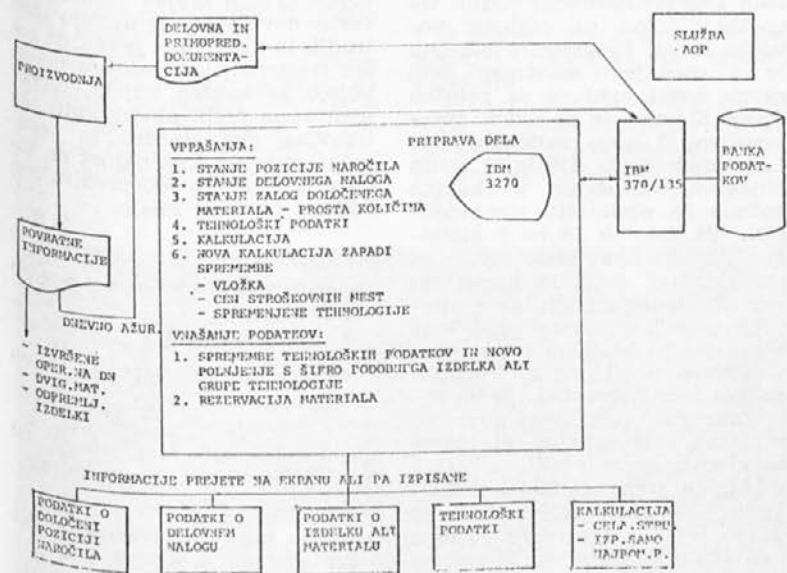 DELOVNA IN
PRIMOPRED.
DOKUMENTA-
CIJA
SLUŽBA
AOP
PROIZVODNJA
VPRAŠANJA:
1. STANJE POZICIJE NAROČILA
2. STANJE DELOVNEGA NALOGA
3. STANJE ZALOG DOLOČENEGA
MATERIALA - PROSTA KOLIČINA
4. TEHNOLOŠKI PODATKI
5. KALKULACIJA
6. NOVA KALKULACIJA ZAPADI
SPREMEMBE
- VLOŽKA
- CEN STROŠKOVNIH MEST
- SPREMENJENE TEHNOLOGIJE
VNAŠANJE PODATKOV:
1. SPREMEMBE TEHNOLOŠKIH PODATKOV IN NOVO
POLNJENJE S ŠIFRO PODOBNEGA IZDELKA ALI
GRUPE TEHNOLOGIJE
2. REZERVACIJA MATERIALA
PRIPRAVA DELA
IBM
3270
IBM
370/135
BANKA
PODAT-
KOV
POVRATNE
INFORMACIJE
DNEVNO AŽUR.
- IZVRŠENE
OPER.NA DN
- DVIG.MAT.
- ODPREMLJ.
IZDELKI
INFORMACIJE PREJETE NA EKRANU ALI PA IZPISANE
PODATKI O
DOLOČENI
POZICIJI
NAROČILA
PODATKI O
DELOVNEM
NALOGU
PODATKI O
IZDELKU ALI
MATERIALU
TEHNOLOŠKI
PODATKI
KALKULACIJA
- CELA.STRU.
- IZP.SAMO
NAJPOM.P.